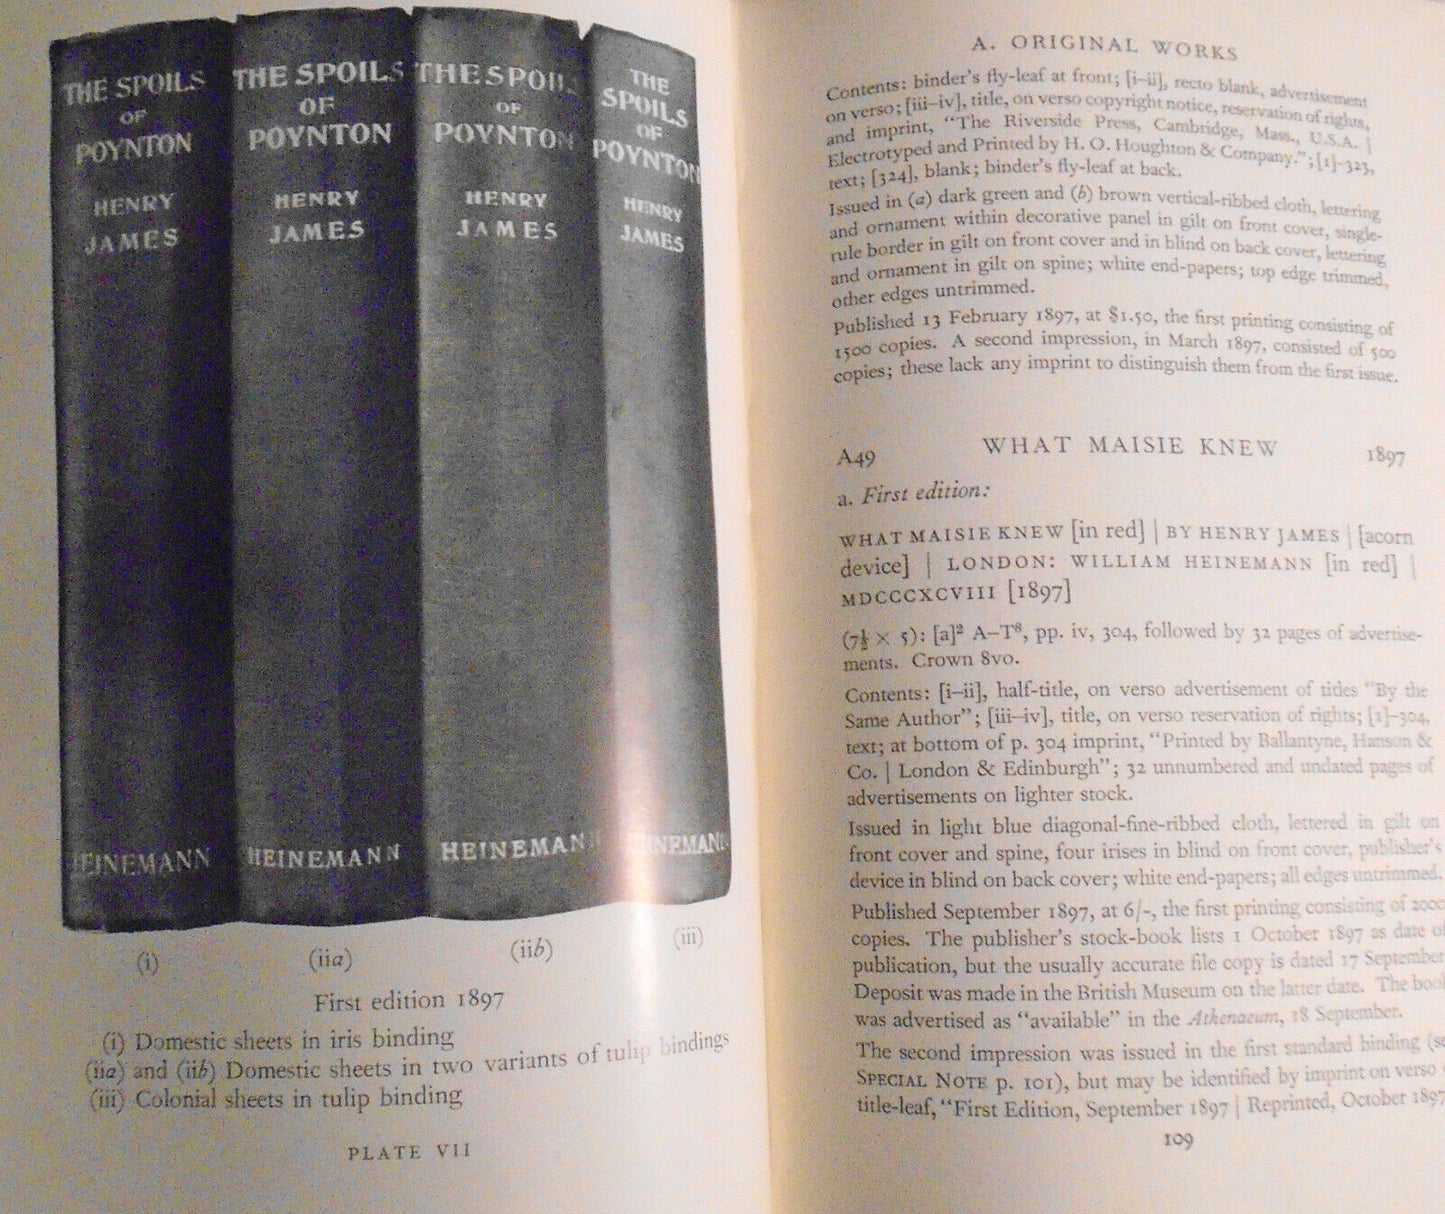 THE SPOILS
OF
POYNTON
HENRY
JAMES
HEINEMANN
THE SPOILS
OF
POYNTON
HENRY
JAMES
HEINEMANN
THE SPOILS
OF
POYNTON
HENRY
JAMES
HEINEMANN
THE
SPOILS
OF
POYNTON
HENRY
JAMES
HEINEMANN
(i) (iia) (iib) (iii)
First edition 1897
(i) Domestic sheets in iris binding
(iia) and (iib) Domestic sheets in two variants of tulip bindings
(iii) Colonial sheets in tulip binding
PLATE VII
A. ORIGINAL WORKS
Contents: binder's fly-leaf at front; [i–ii], recto blank, advertisement
on verso; [iii–iv], title, on verso copyright notice, reservation of rights,
and imprint, "The Riverside Press, Cambridge, Mass., U.S.A. |
Electrotyped and Printed by H. O. Houghton & Company."; [1]–323,
text; [324], blank; binder's fly-leaf at back.
Issued in (a) dark green and (b) brown vertical-ribbed cloth, lettering
and ornament within decorative panel in gilt on front cover, single-
rule border in gilt on front cover and in blind on back cover, lettering
and ornament in gilt on spine; white end-papers; top edge trimmed,
other edges untrimmed.
Published 13 February 1897, at $1.50, the first printing consisting of
1500 copies. A second impression, in March 1897, consisted of 500
copies; these lack any imprint to distinguish them from the first issue.
A49 WHAT MAISIE KNEW 1897
a. First edition:
WHAT MAISIE KNEW [in red] | BY HENRY JAMES | [acorn
device] | LONDON: WILLIAM HEINEMANN [in red] |
MDCCCXCVIII [1897]
(7½ × 5): [a]² A–T⁸, pp. iv, 304, followed by 32 pages of advertise-
ments. Crown 8vo.
Contents: [i–ii], half-title, on verso advertisement of titles "By the
Same Author"; [iii–iv], title, on verso reservation of rights; [1]–304,
text; at bottom of p. 304 imprint, "Printed by Ballantyne, Hanson &
Co. | London & Edinburgh"; 32 unnumbered and undated pages of
advertisements on lighter stock.
Issued in light blue diagonal-fine-ribbed cloth, lettered in gilt on
front cover and spine, four irises in blind on front cover, publisher's
device in blind on back cover; white end-papers; all edges untrimmed.
Published September 1897, at 6/-, the first printing consisting of 2000
copies. The publisher's stock-book lists 1 October 1897 as date of
publication, but the usually accurate file copy is dated 17 September
Deposit was made in the British Museum on the latter date. The book
was advertised as "available" in the Athenaeum, 18 September.
The second impression was issued in the first standard binding (se
SPECIAL NOTE p. 101), but may be identified by imprint on verso
title-leaf, "First Edition, September 1897 | Reprinted, October 1897
109